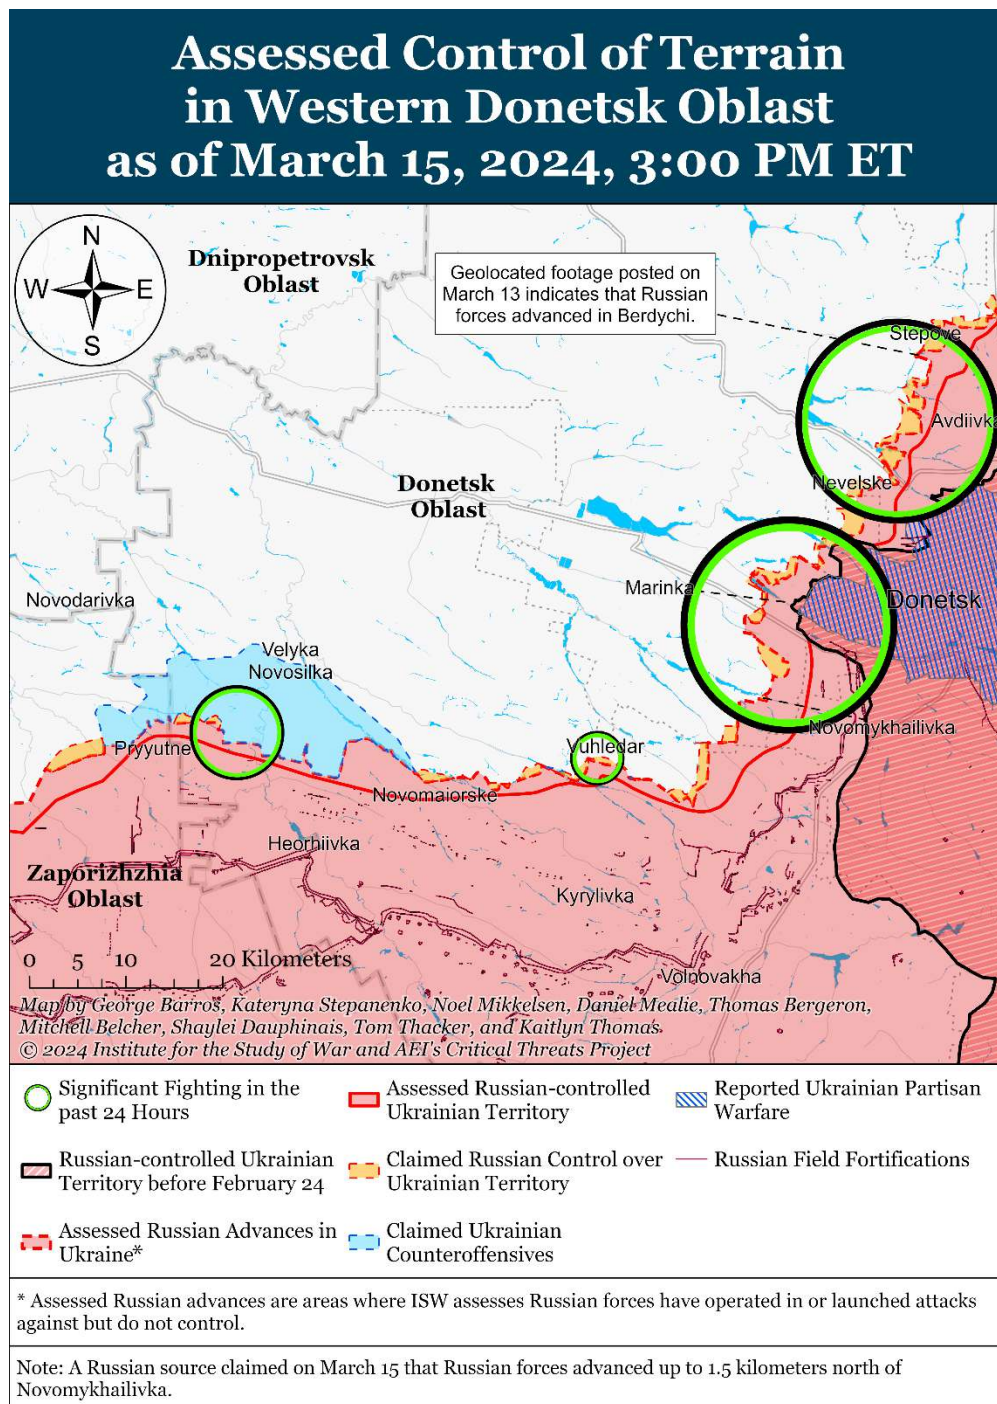 Assessed Control of Terrain
in Western Donetsk Oblast
as of March 15, 2024, 3:00 PM ET
N
W
E
S
Dnipropetrovsk
Oblast
Geolocated footage posted on
March 13 indicates that Russian
forces advanced in Berdychi.
Stepove
Avdiivka
Donetsk
Oblast
Nevelske
Marinka
Donetsk
Novodarivka
Velyka
Novosilka
Novomykhailivka
Pryyutne
Vuhledar
Novomaiorske
Heorhiivka
Zaporizhzhia
Oblast
Kyrylivka
0 5 10 20 Kilometers
Volnovakha
Map by George Barros, Kateryna Stepanenko, Noel Mikkelsen, Daniel Mealie, Thomas Bergeron,
Mitchell Belcher, Shaylei Dauphinais, Tom Thacker, and Kaitlyn Thomas.
© 2024 Institute for the Study of War and AEI's Critical Threats Project
Significant Fighting in the
past 24 Hours
Assessed Russian-controlled
Ukrainian Territory
Reported Ukrainian Partisan
Warfare
Russian-controlled Ukrainian
Territory before February 24
Claimed Russian Control over
Ukrainian Territory
Russian Field Fortifications
Assessed Russian Advances in
Ukraine*
Claimed Ukrainian
Counteroffensives
* Assessed Russian advances are areas where ISW assesses Russian forces have operated in or launched attacks
against but do not control.
Note: A Russian source claimed on March 15 that Russian forces advanced up to 1.5 kilometers north of
Novomykhailivka.